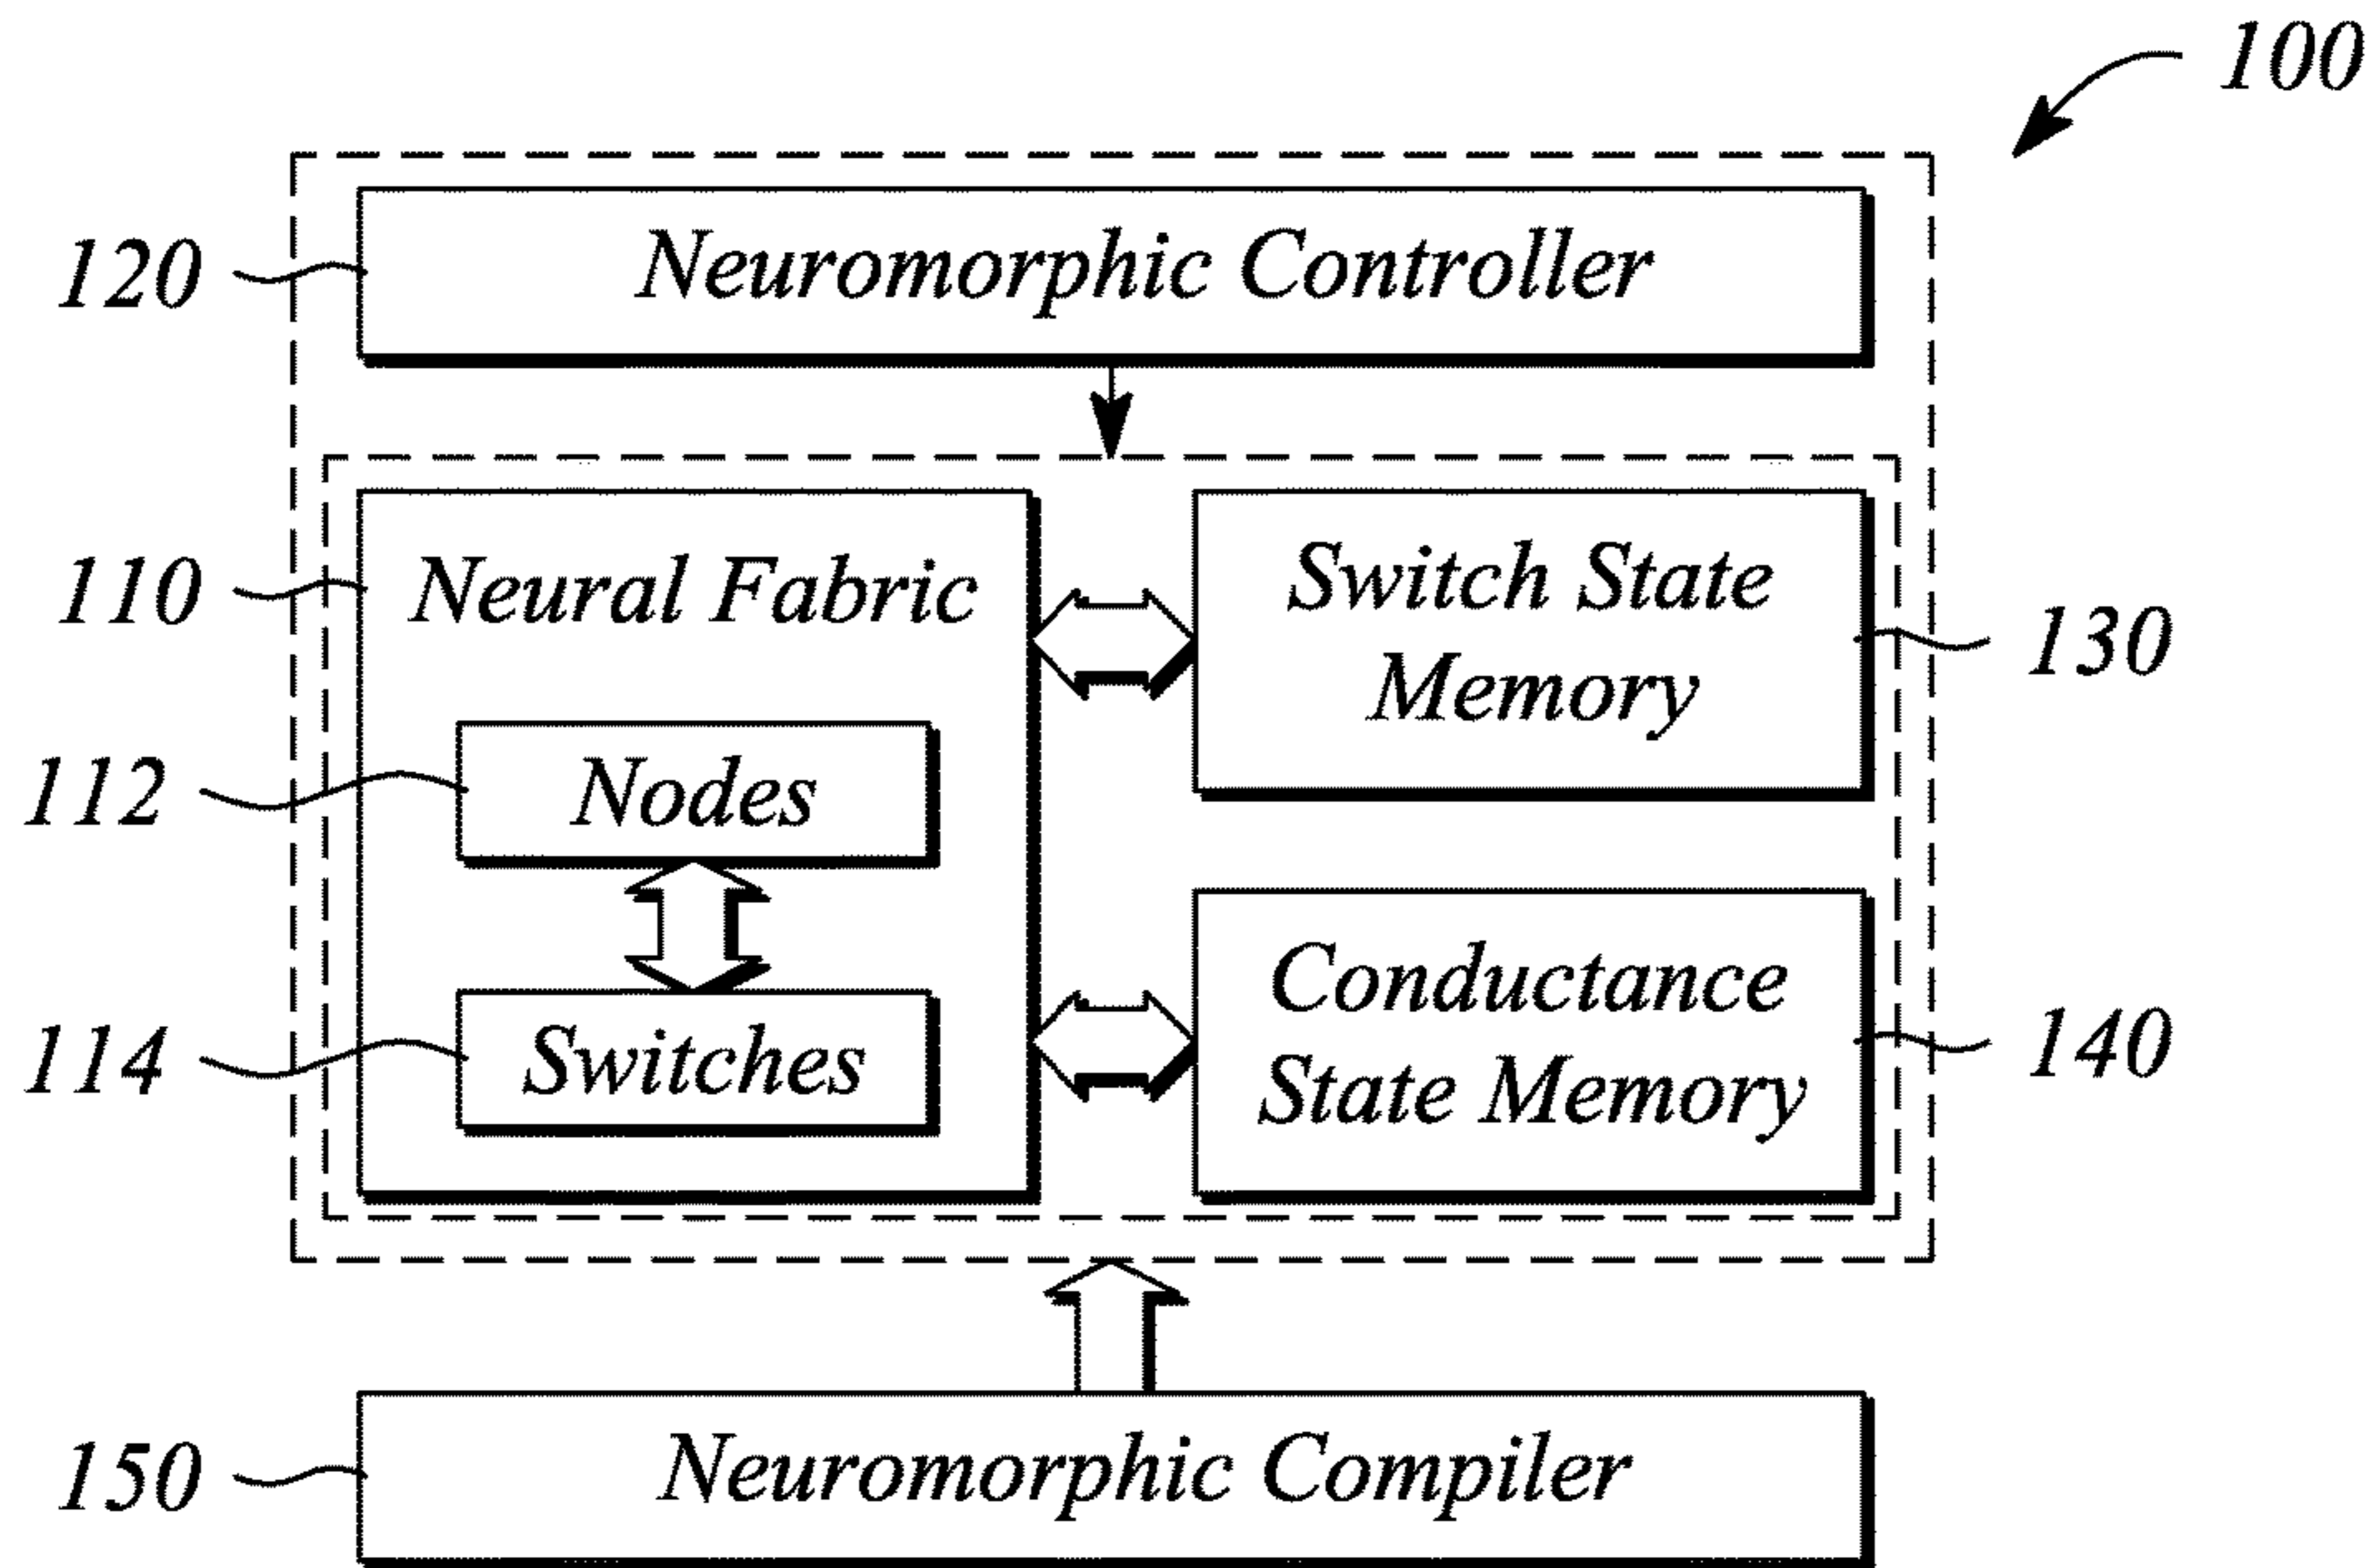 100
120
Neuromorphic Controller
110
Neural Fabric
Switch State
Memory
130
112
Nodes
114
Switches
Conductance
State Memory
140
150
Neuromorphic Compiler